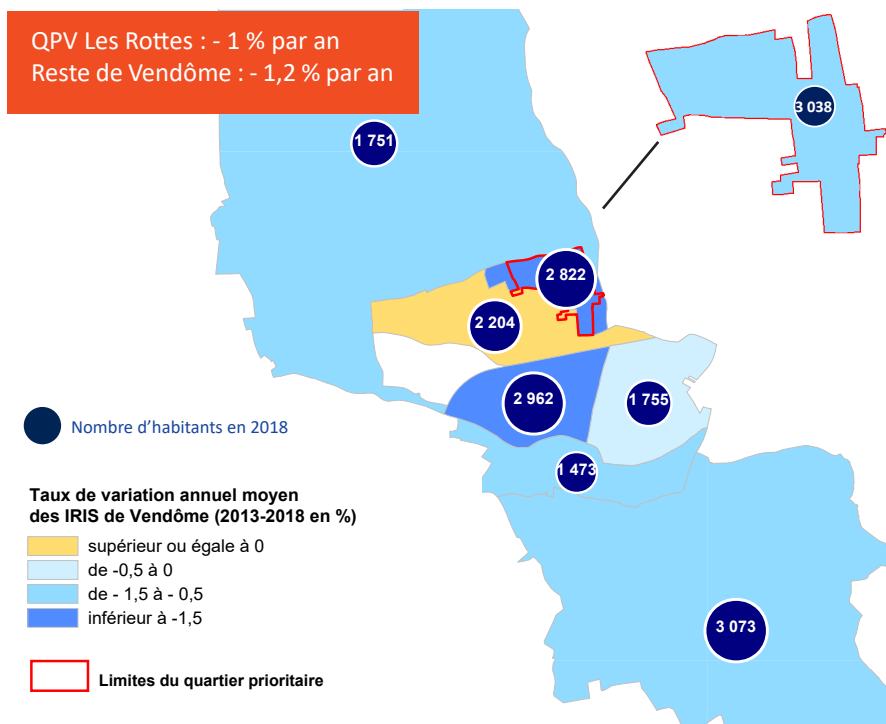 QPV Les Rottes : - 1 % par an
Reste de Vendôme : - 1,2 % par an
3 038
1 751
2 822
2 204
2 962
1 755
1 473
3 073
Nombre d'habitants en 2018
Taux de variation annuel moyen
des IRIS de Vendôme (2013-2018 en %)
supérieur ou égale à 0
de -0,5 à 0
de - 1,5 à - 0,5
inférieur à -1,5
Limites du quartier prioritaire